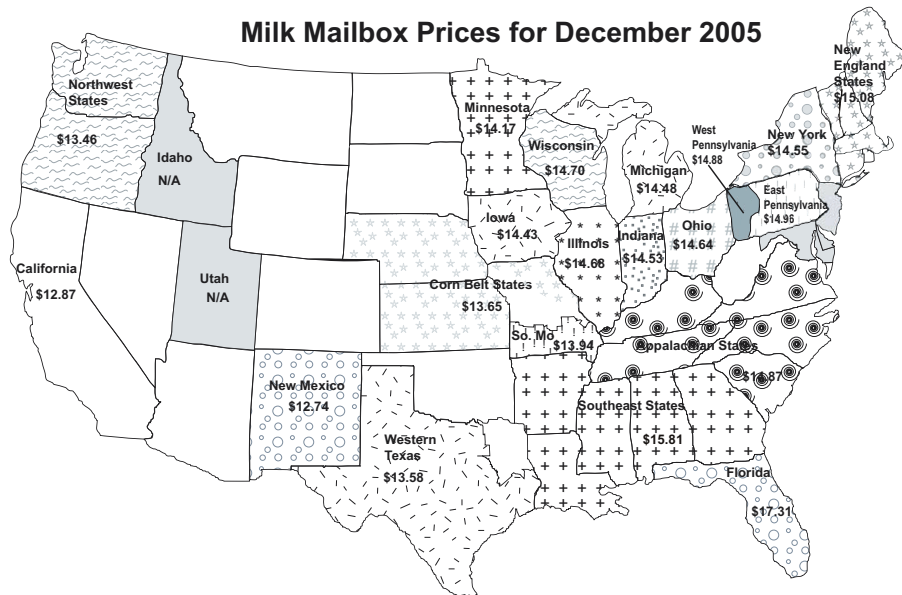 Milk Mailbox Prices for December 2005
Northwest
States
$13.46
Idaho
N/A
Minnesota
$14.17
Wisconsin
$14.70
Michigan
$14.48
West
Pennsylvania
$14.88
New York
$14.55
New
England
States
$15.08
East
Pennsylvania
$14.96
Iowa
$14.43
Illinois
$14.68
Indiana
$14.53
Ohio
$14.64
California
$12.87
Utah
N/A
Corn Belt States
$13.65
So. Mo
$13.94
Appalachian States
$14.87
New Mexico
$12.74
Western
Texas
$13.58
Southeast States
$15.81
Florida
$17.31